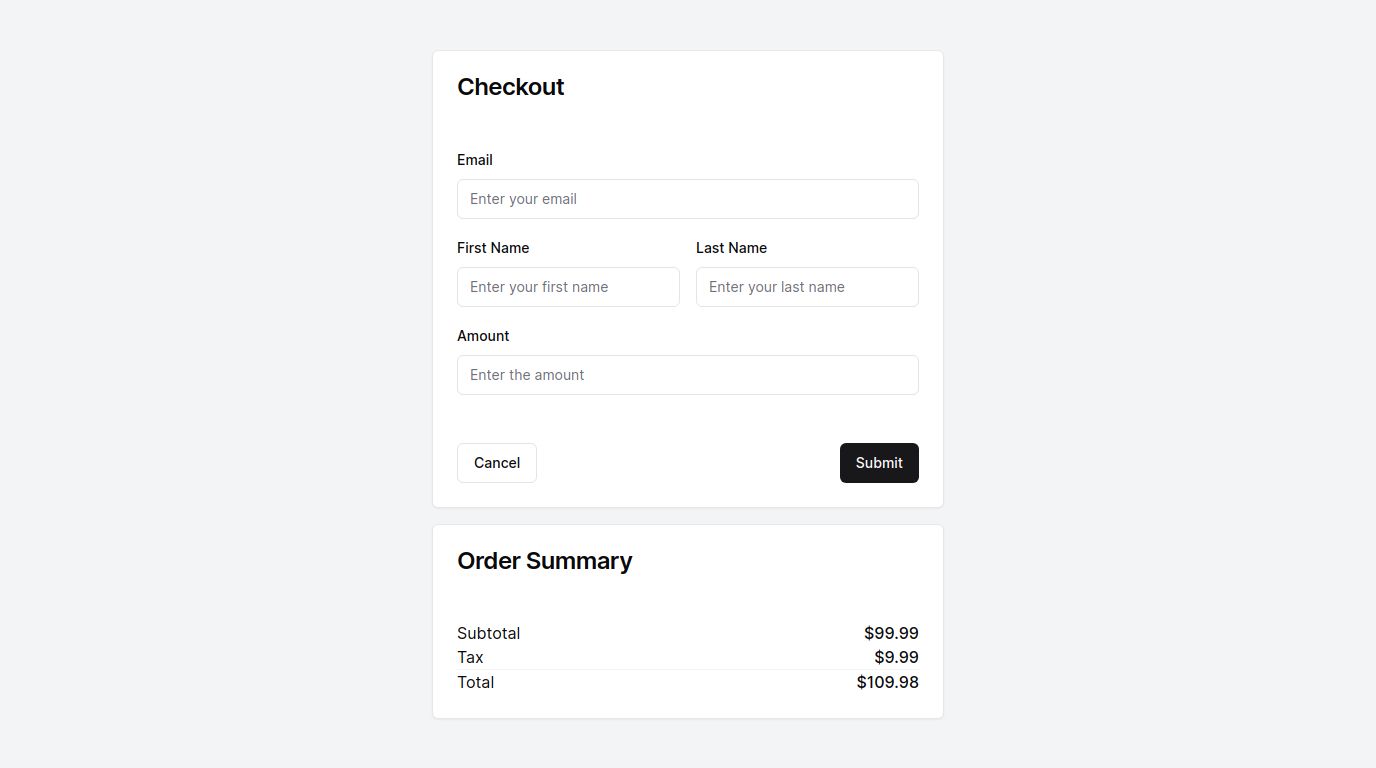 Checkout
Email
Enter your email
First Name Last Name
Enter your first name Enter your last name
Amount
Enter the amount
Cancel Submit
Order Summary
Subtotal $99.99
Tax $9.99
Total $109.98